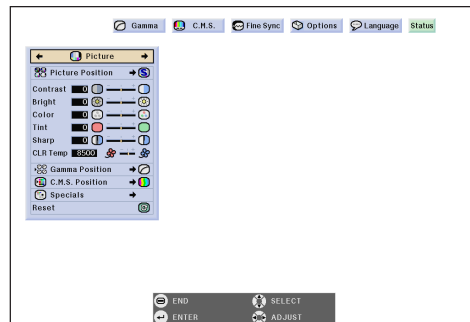 Gamma C.M.S. Fine Sync Options Language Status
Picture
Picture Position S
Contrast 0
Bright 0
Color 0
Tint 0
Sharp 0
CLR Temp 8500
Gamma Position
C.M.S. Position
Specials
Reset
END SELECT
ENTER ADJUST